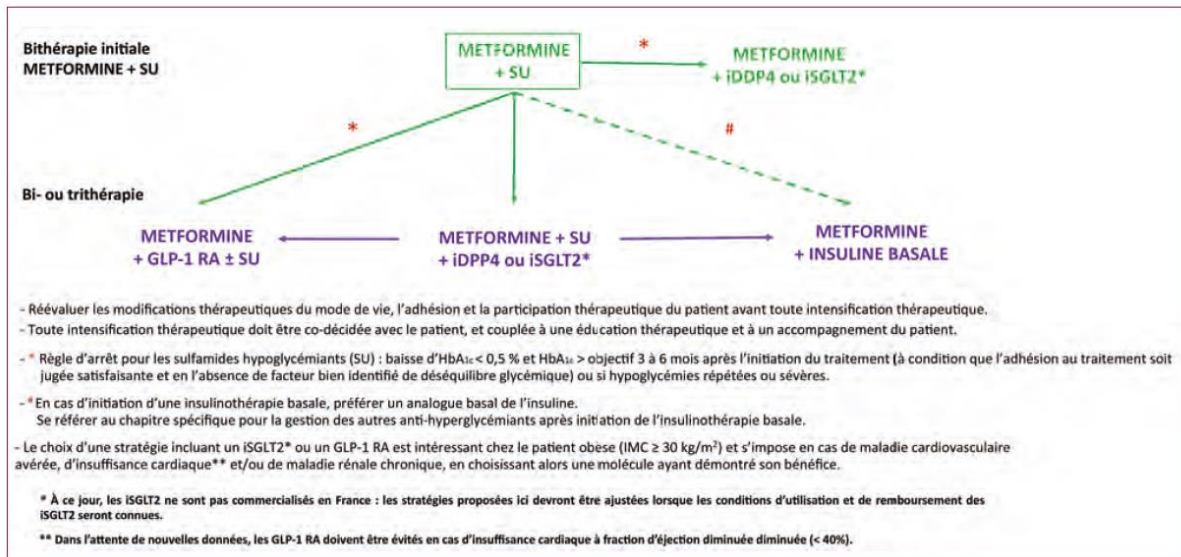 Bithérapie initiale
METFORMINE + SU
METFORMINE
+ SU
*
METFORMINE
+ iDDP4 ou iSGLT2*
*
#
Bi- ou trithérapie
METFORMINE
+ GLP-1 RA ± SU
METFORMINE + SU
+ iDPP4 ou iSGLT2*
METFORMINE
+ INSULINE BASALE
- Réévaluer les modifications thérapeutiques du mode de vie, l'adhésion et la participation thérapeutique du patient avant toute intensification thérapeutique.
- Toute intensification thérapeutique doit être co-décidée avec le patient, et couplée à une éducation thérapeutique et à un accompagnement du patient.
- * Règle d'arrêt pour les sulfamides hypoglycémiants (SU) : baisse d'HbA1c < 0,5 % et HbA1c > objectif 3 à 6 mois après l'initiation du traitement (à condition que l'adhésion au traitement soit
jugée satisfaisante et en l'absence de facteur bien identifié de déséquilibre glycémique) ou si hypoglycémies répétées ou sévères.
- *En cas d'initiation d'une insulinothérapie basale, préférer un analogue basal de l'insuline.
Se référer au chapitre spécifique pour la gestion des autres anti-hyperglycémiants après initiation de l'insulinothérapie basale.
- Le choix d'une stratégie incluant un iSGLT2* ou un GLP-1 RA est intéressant chez le patient obèse (IMC ≥ 30 kg/m²) et s'impose en cas de maladie cardiovasculaire
avérée, d'insuffisance cardiaque** et/ou de maladie rénale chronique, en choisissant alors une molécule ayant démontré son bénéfice.
* À ce jour, les iSGLT2 ne sont pas commercialisés en France : les stratégies proposées ici devront être ajustées lorsque les conditions d'utilisation et de remboursement des
iSGLT2 seront connues.
** Dans l'attente de nouvelles données, les GLP-1 RA doivent être évités en cas d'insuffisance cardiaque à fraction d'éjection diminuée diminuée (< 40%).